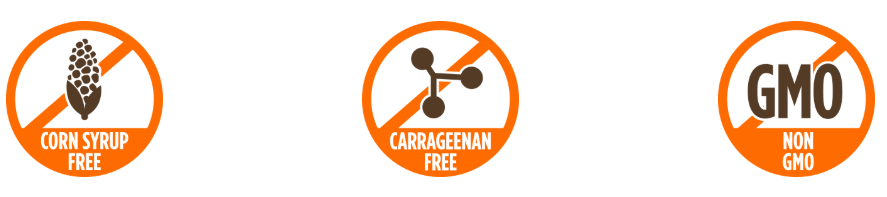 CORN SYRUP
FREE
CARRAGEENAN
FREE
GMO
NON
GMO